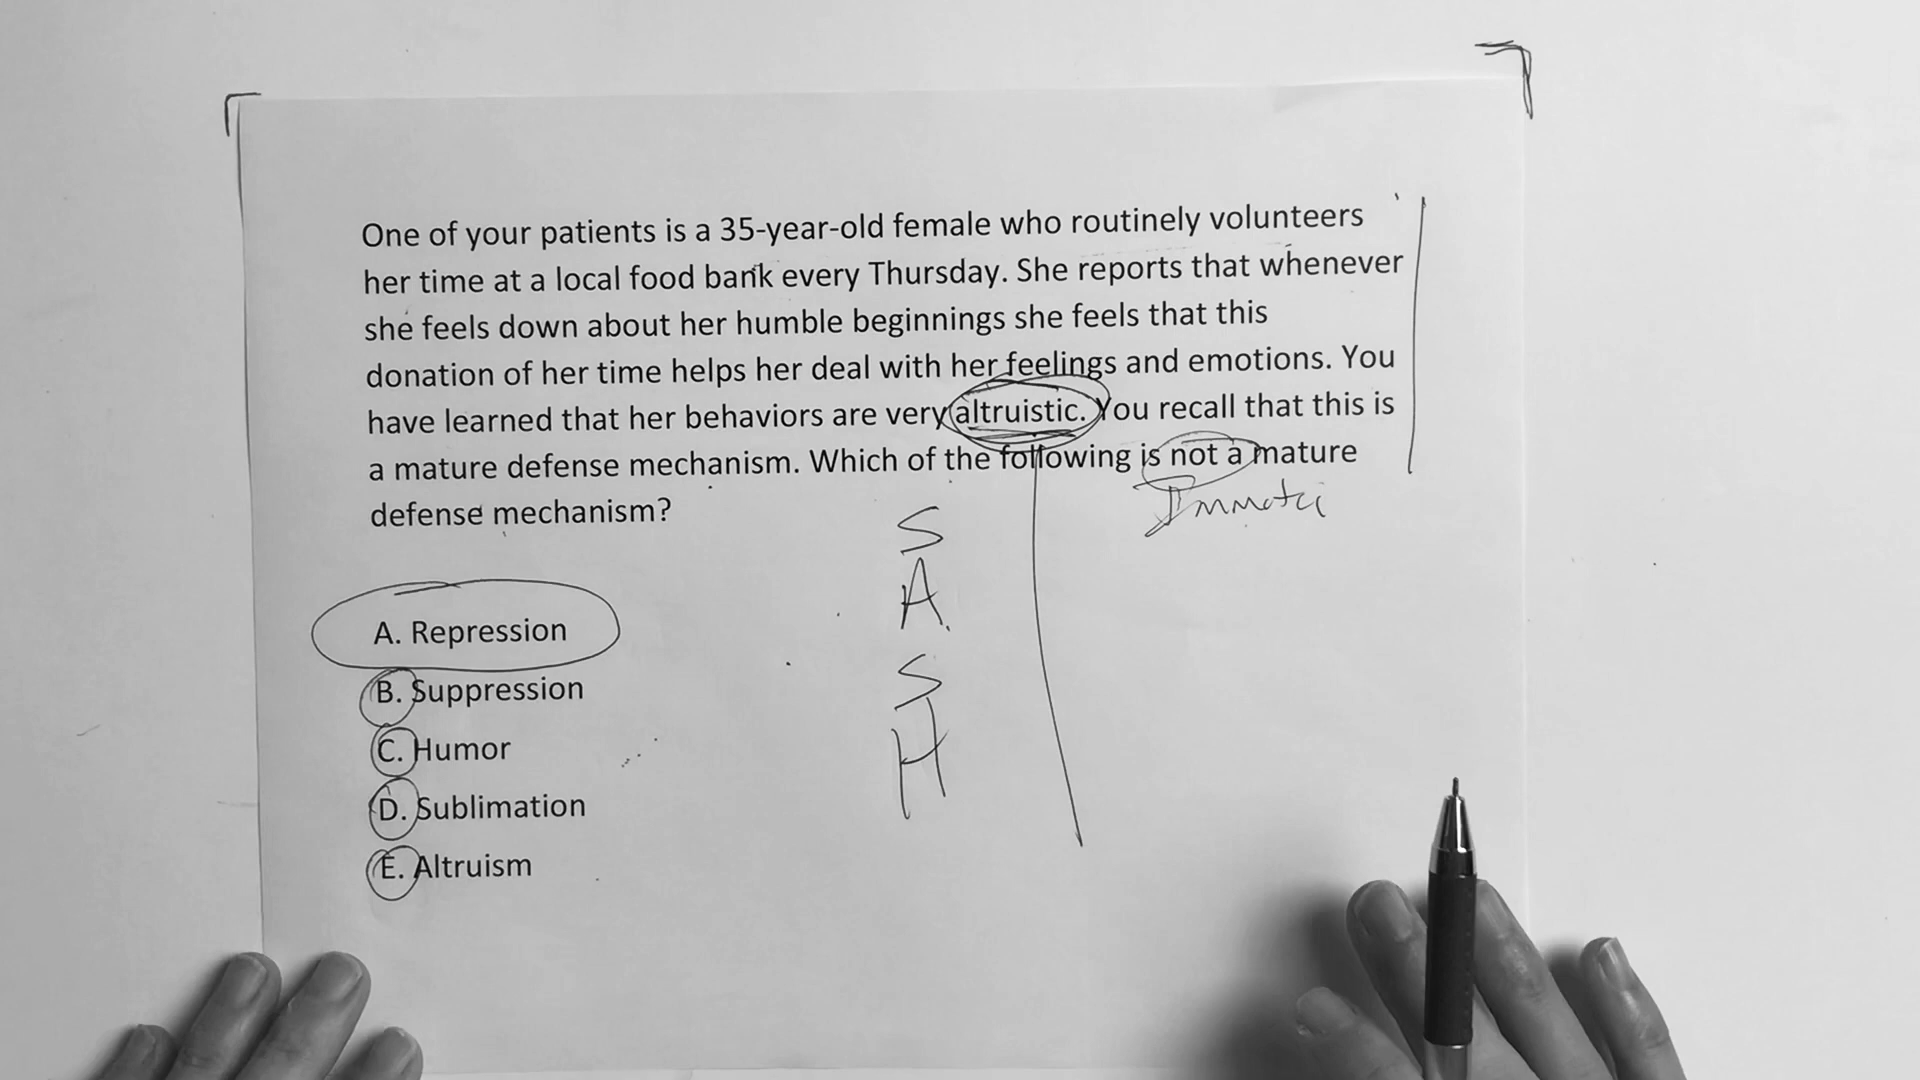 One of your patients is a 35-year-old female who routinely volunteers
her time at a local food bank every Thursday. She reports that whenever
she feels down about her humble beginnings she feels that this
donation of her time helps her deal with her feelings and emotions. You
have learned that her behaviors are very altruistic. You recall that this is
a mature defense mechanism. Which of the following is not a mature
defense mechanism?
S
A.
S
H
A. Repression
B. Suppression
C. Humor
D. Sublimation
E. Altruism